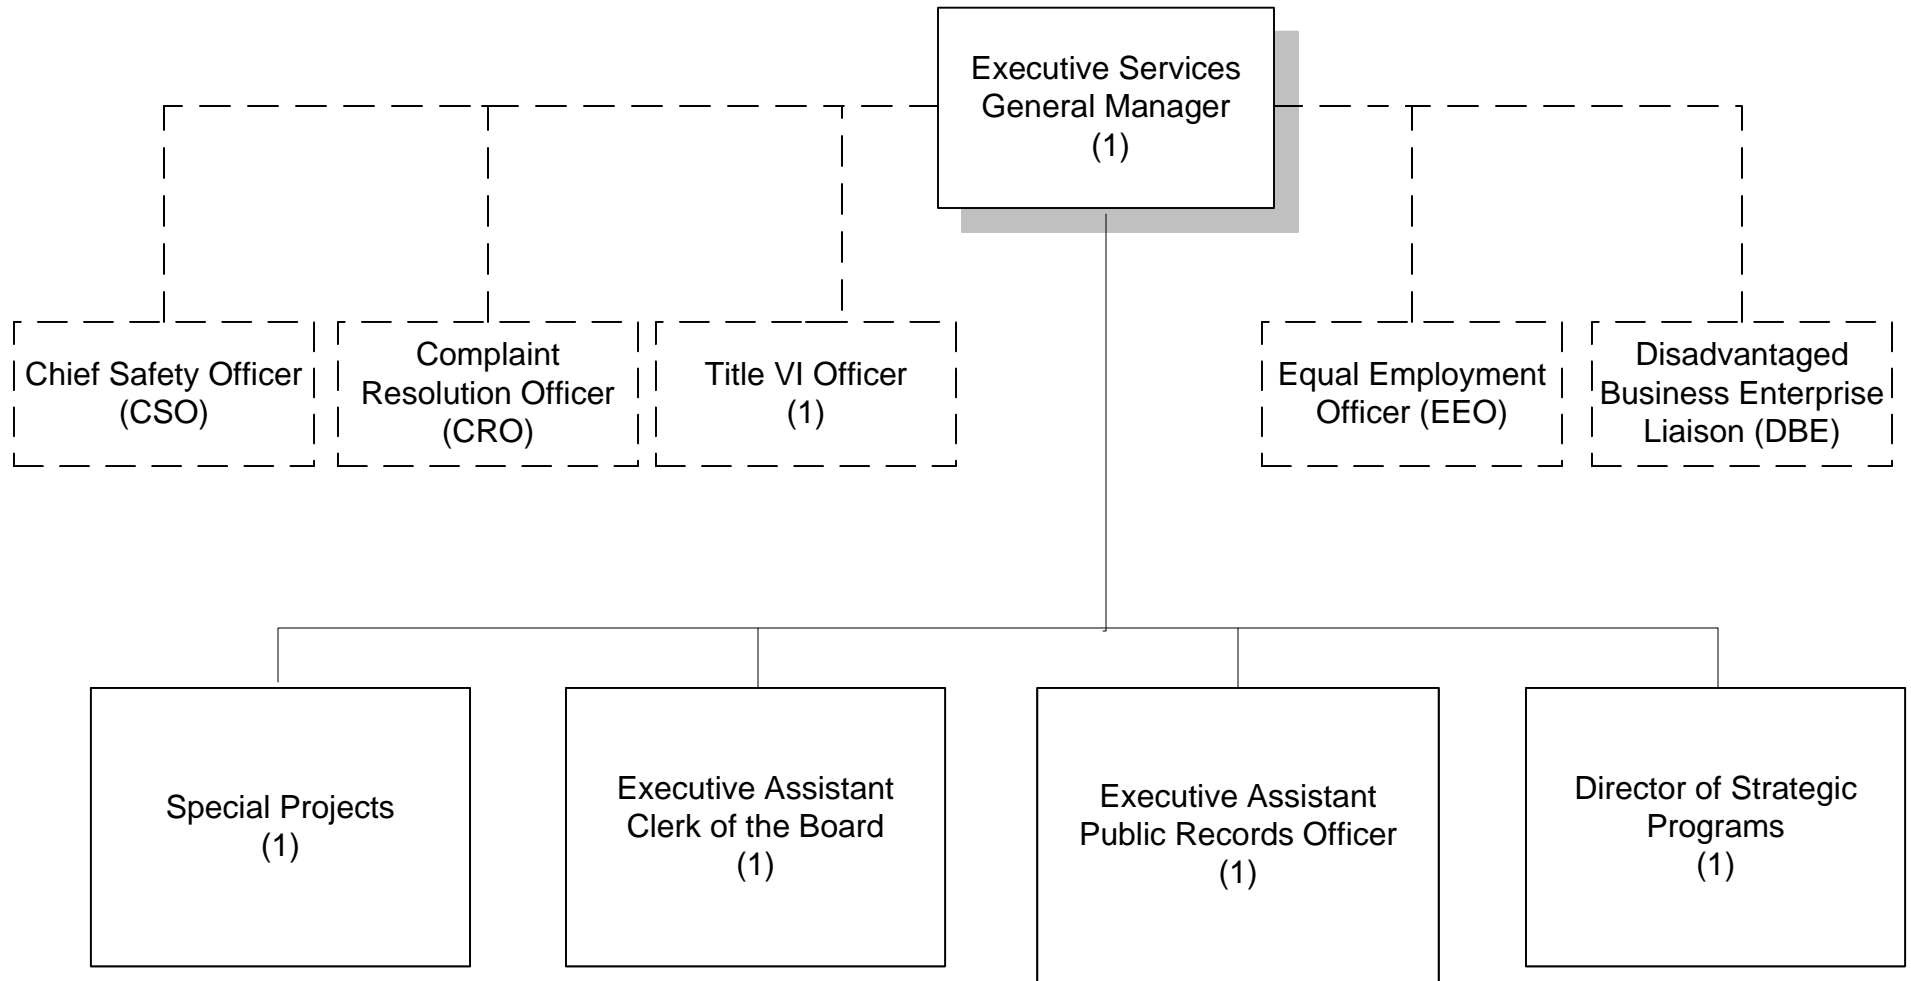 Executive Services
General Manager
(1)
Chief Safety Officer
(CSO)
Complaint
Resolution Officer
(CRO)
Title VI Officer
(1)
Equal Employment
Officer (EEO)
Disadvantaged
Business Enterprise
Liaison (DBE)
Special Projects
(1)
Executive Assistant
Clerk of the Board
(1)
Executive Assistant
Public Records Officer
(1)
Director of Strategic
Programs
(1)